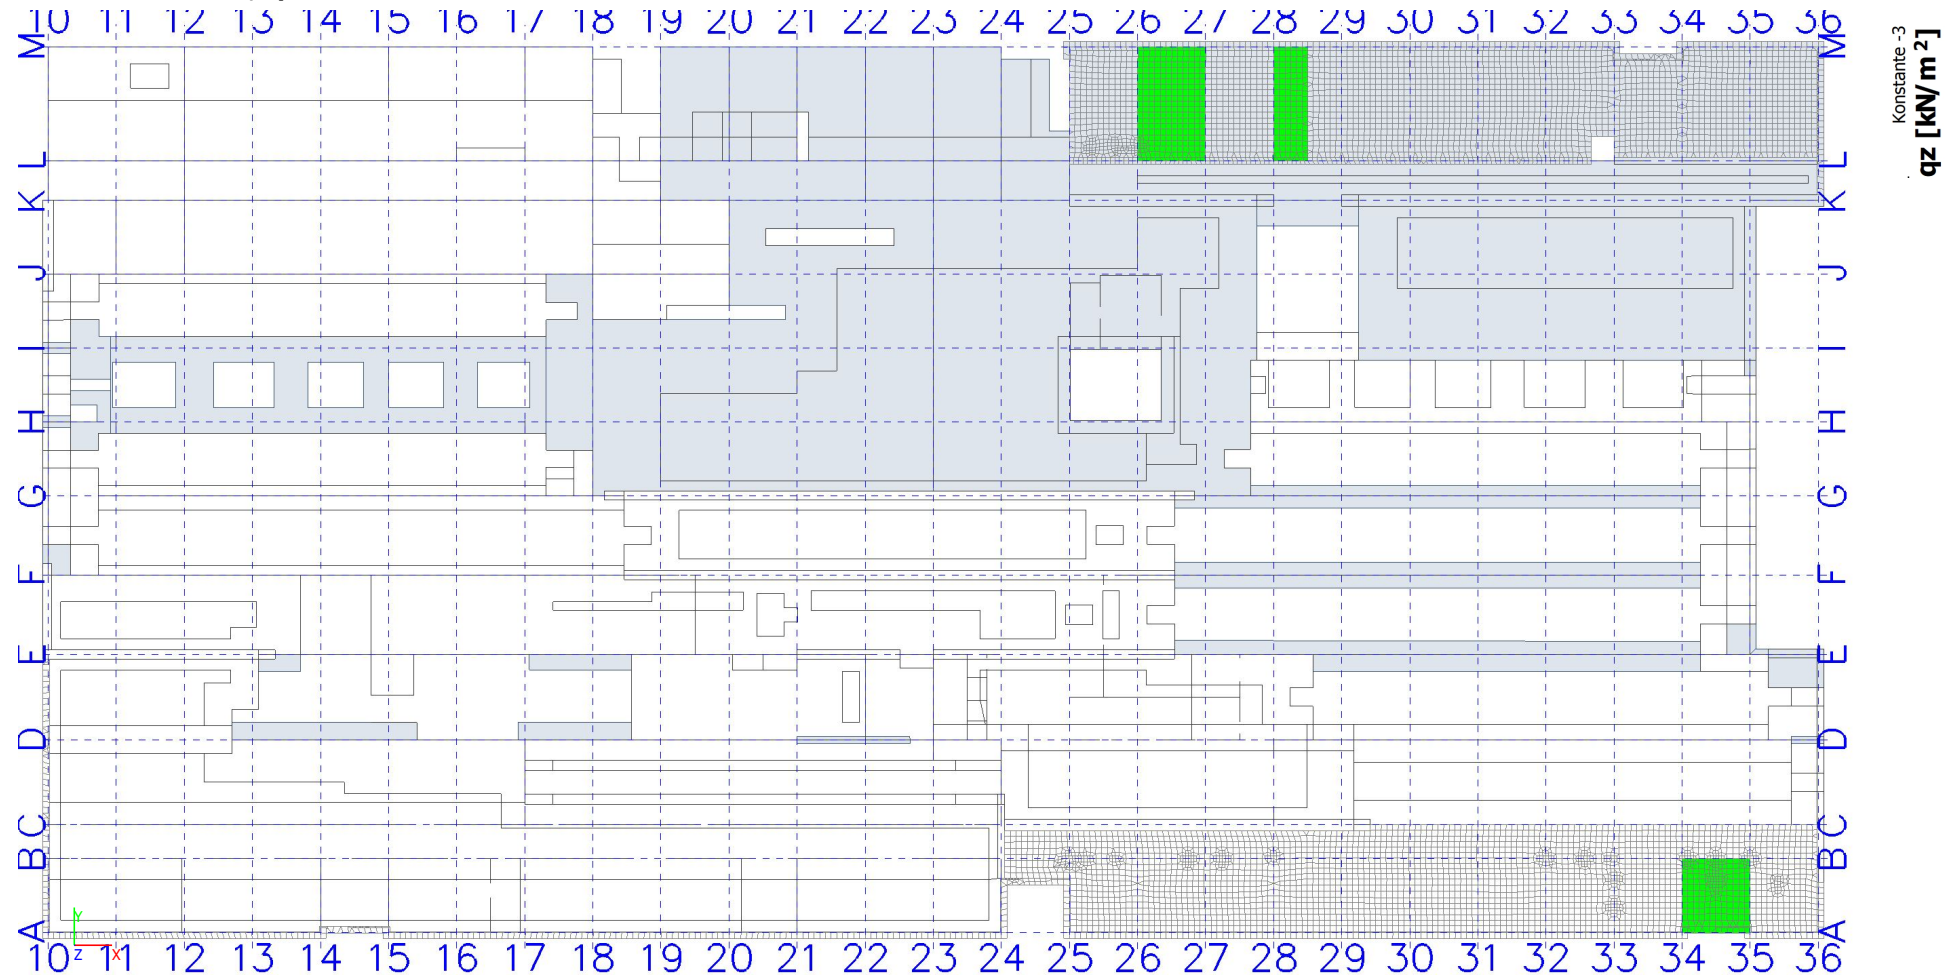 10 11 12 13 14 15 16 17 18 19 20 21 22 23 24 25 26 27 28 29 30 31 32 33 34 35 36
M M
L L
K K
J J
I I
H H
G G
F F
E E
D D
C C
B B
A A
Y
Z X
10 11 12 13 14 15 16 17 18 19 20 21 22 23 24 25 26 27 28 29 30 31 32 33 34 35 36
Konstante -3
qz [kN/ m ²]